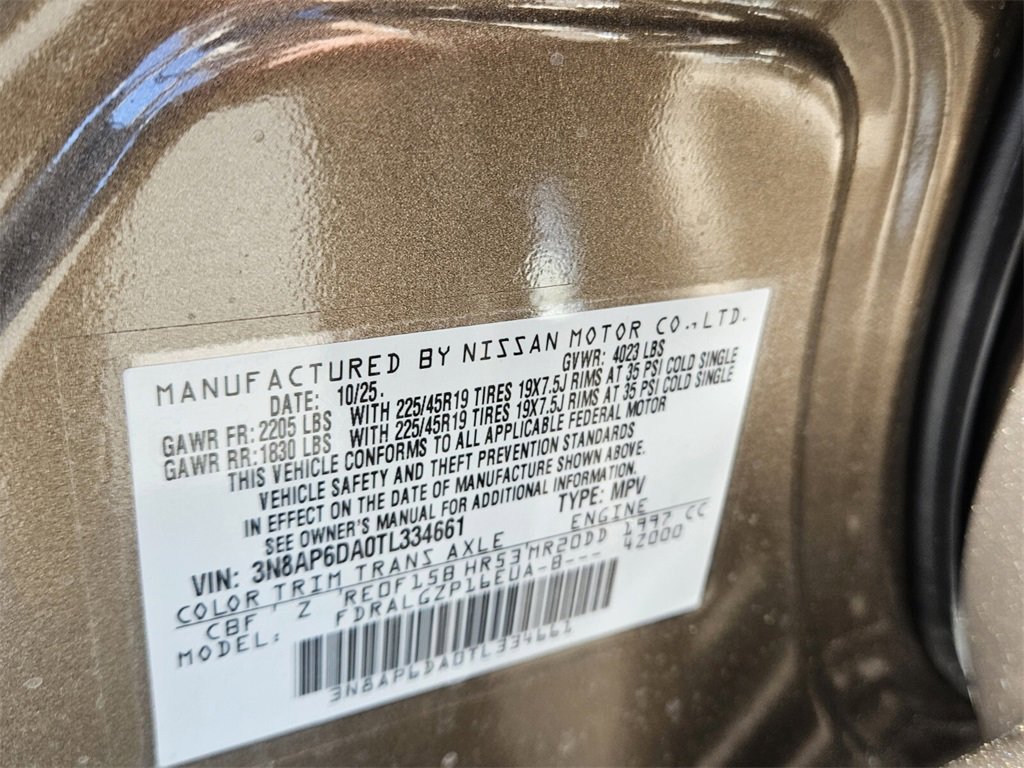 MANUFACTURED BY NISSAN MOTOR CO.,LTD.
DATE: 10/25. GVWR: 4023 LBS
GAWR FR: 2205 LBS WITH 225/45R19 TIRES 19X7.5J RIMS AT 35 PSI COLD SINGLE
GAWR RR: 1830 LBS WITH 225/45R19 TIRES 19X7.5J RIMS AT 35 PSI COLD SINGLE
THIS VEHICLE CONFORMS TO ALL APPLICABLE FEDERAL MOTOR
VEHICLE SAFETY AND THEFT PREVENTION STANDARDS
IN EFFECT ON THE DATE OF MANUFACTURE SHOWN ABOVE.
SEE OWNER'S MANUAL FOR ADDITIONAL INFORMATION.
VIN: 3N8AP6DA0TL334661 TYPE: MPV
COLOR TRIM TRANS AXLE ENGINE
CBF ' Z 'RE0F15B HR53'MR20DD 1997 CC
MODEL: FDRALGZP16EUA-B--- 42000
3N8AP6DA0TL334661